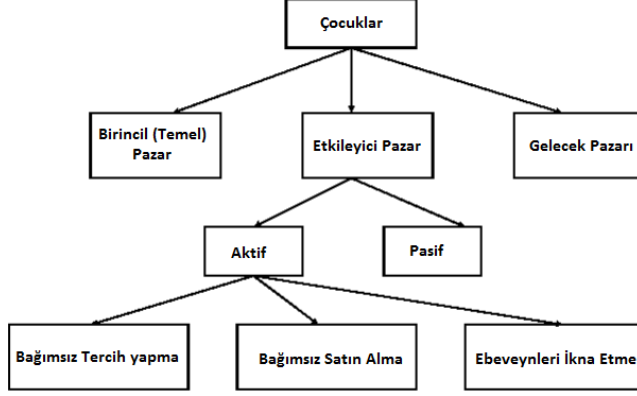 Çocuklar
Birincil (Temel)
Pazar
Etkileyici Pazar
Gelecek Pazarı
Aktif
Pasif
Bağımsız Tercih yapma
Bağımsız Satın Alma
Ebeveynleri İkna Etme